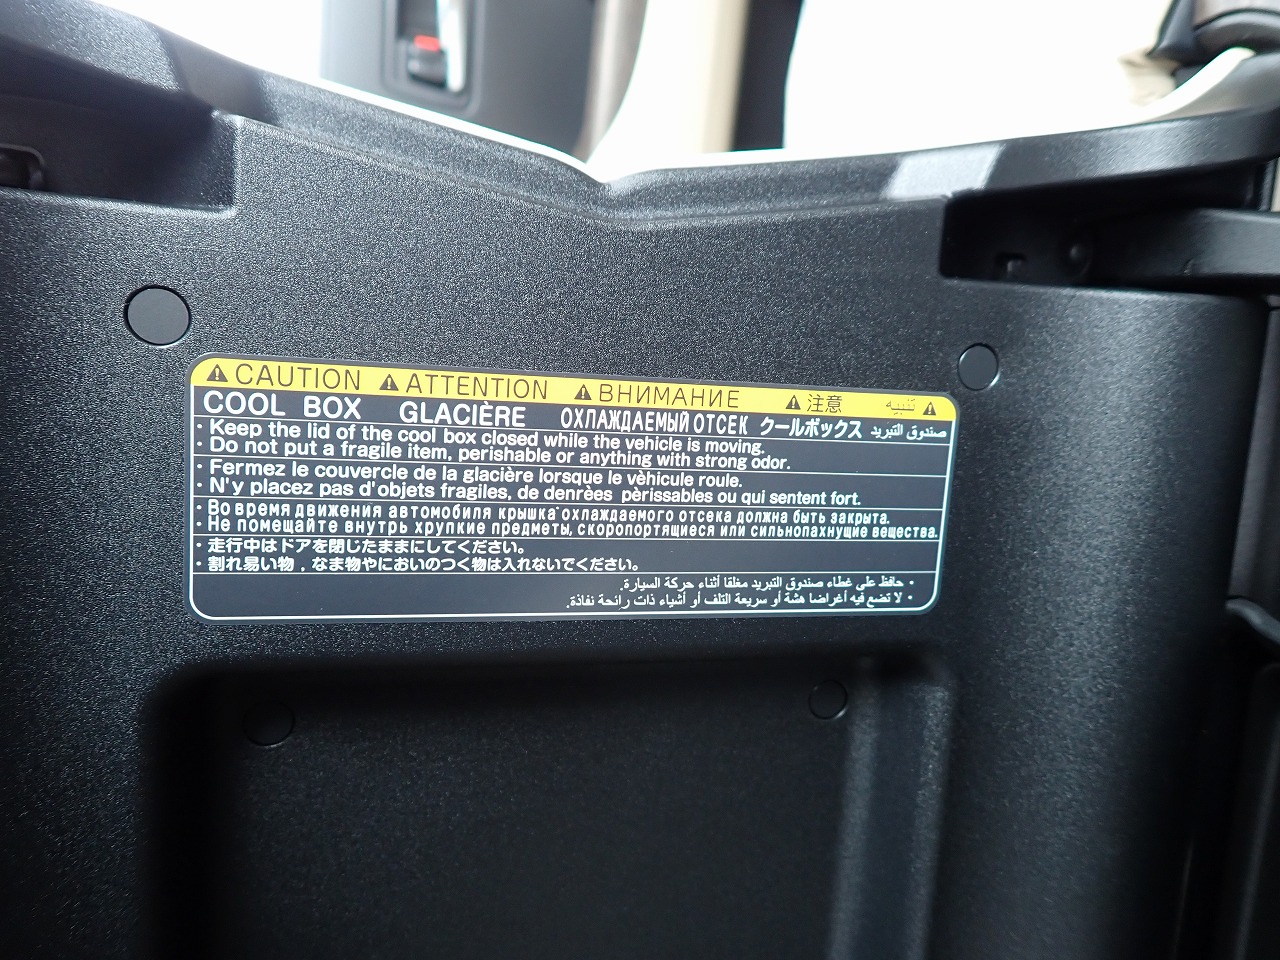 ⚠ CAUTION ⚠ ATTENTION ⚠ ВНИМАНИЕ ⚠ 注意 ⚠ تنبيه
COOL BOX GLACIÈRE ОХЛАЖДАЕМЫЙ ОТСЕК クールボックス صندوق التبريد
・Keep the lid of the cool box closed while the vehicle is moving.
・Do not put a fragile item, perishable or anything with strong odor.
・Fermez le couvercle de la glacière lorsque le vèhicule roule.
・N'y placez pas d'objets fragiles, de denrèes pèrissables ou qui sentent fort.
・Во время движения автомобиля крышка охлаждаемого отсека должна быть закрыта.
・Не помещайте внутрь хрупкие предметы, скоропортящиеся или сильнопахнущие вещества.
・走行中はドアを閉じたままにしてください。
・割れ易い物，なま物やにおいのつく物は入れないでください。
・حافظ على غطاء صندوق التبريد مغلقا أثناء حركة السيارة.
・لا تضع فيه أغراضا هشة أو سريعة التلف أو أشياء ذات رائحة نفاذة.